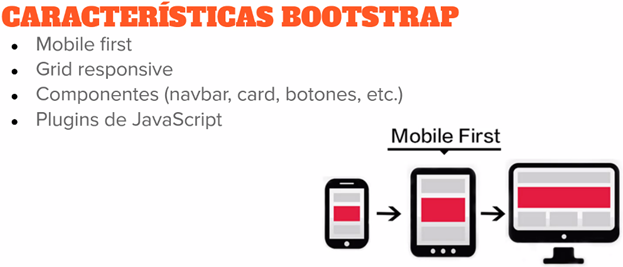 CARACTERÍSTICAS BOOTSTRAP
● Mobile first
● Grid responsive
● Componentes (navbar, card, botones, etc.)
● Plugins de JavaScript
Mobile First